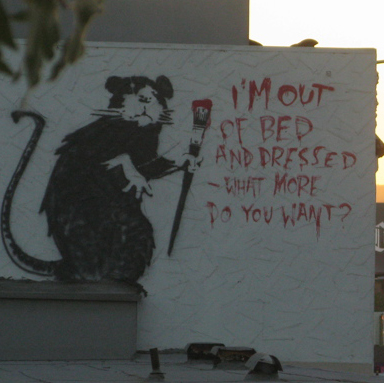 I'M OUT
OF BED
AND DRESSED
- WHAT MORE
DO YOU WANT?